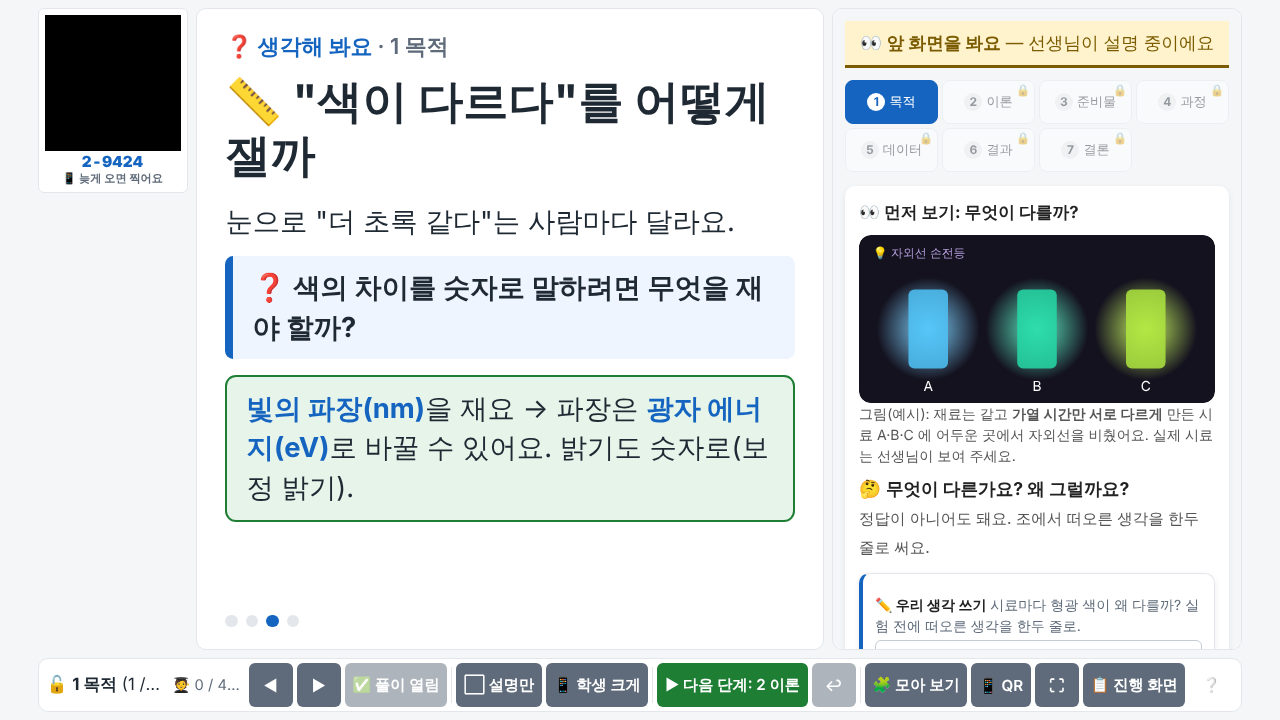 2-9424
📱 늦게 오면 찍어요
❓ 생각해 봐요 · 1 목적
📏 "색이 다르다"를 어떻게
잴까
눈으로 "더 초록 같다"는 사람마다 달라요.
❓ 색의 차이를 숫자로 말하려면 무엇을 재
야 할까?
빛의 파장(nm)을 재요 → 파장은 광자 에너
지(eV)로 바꿀 수 있어요. 밝기도 숫자로(보
정 밝기).
👀 앞 화면을 봐요 — 선생님이 설명 중이에요
1 목적
2 이론
3 준비물
4 과정
5 데이터
6 결과
7 결론
👀 먼저 보기: 무엇이 다를까?
💡 자외선 손전등
A B C
그림(예시): 재료는 같고 가열 시간만 서로 다르게 만든 시
료 A·B·C 에 어두운 곳에서 자외선을 비췄어요. 실제 시료
는 선생님이 보여 주세요.
🤔 무엇이 다른가요? 왜 그럴까요?
정답이 아니어도 돼요. 조에서 떠오른 생각을 한두
줄로 써요.
✏️ 우리 생각 쓰기 시료마다 형광 색이 왜 다를까? 실
험 전에 떠오른 생각을 한두 줄로.
🔓 1 목적 (1 /...
🧑‍🎓 0 / 4...
◀
▶
✅ 풀이 열림
설명만
📱 학생 크게
▶ 다음 단계: 2 이론
↩
🧩 모아 보기
📱 QR
⛶
📋 진행 화면
❔